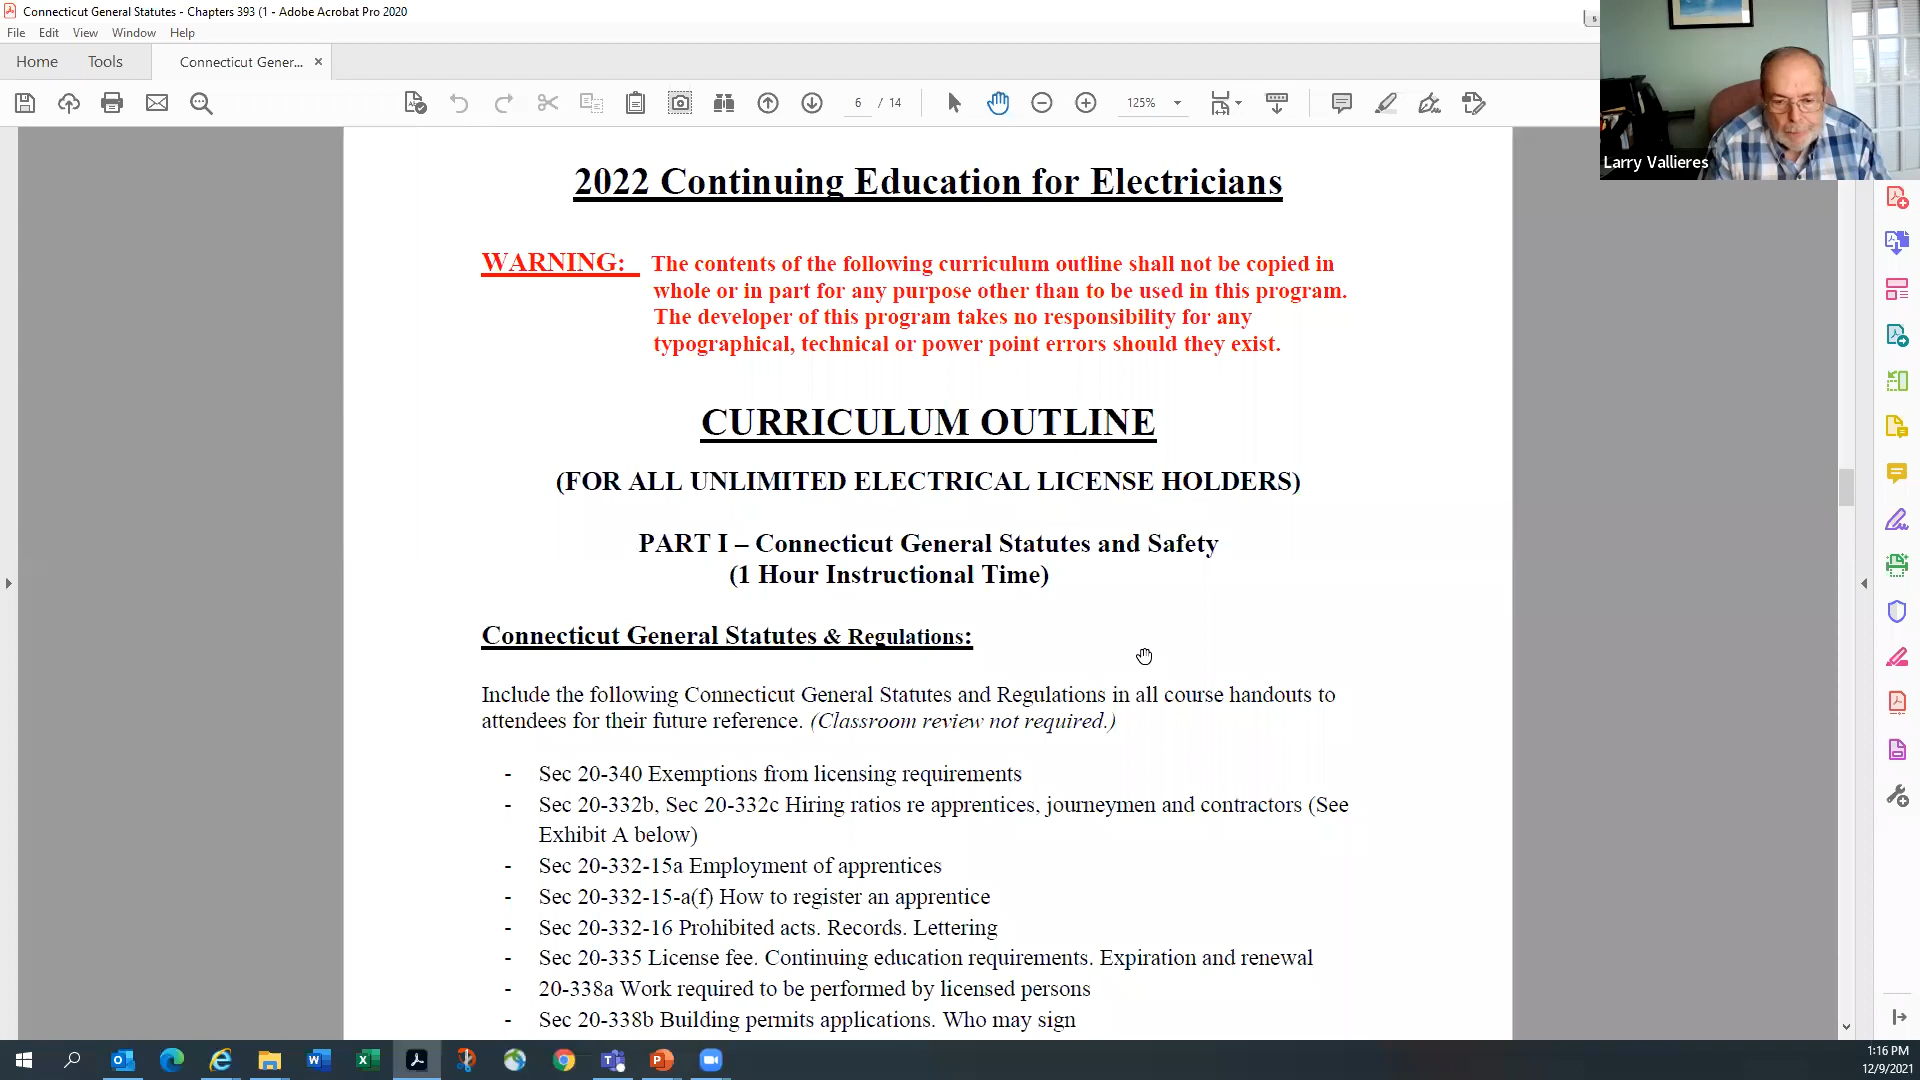 Connecticut General Statutes - Chapters 393 (1 - Adobe Acrobat Pro 2020
File Edit View Window Help
Home Tools Connecticut Gener... ×
6 / 14 125%
Larry Vallieres
2022 Continuing Education for Electricians
WARNING: The contents of the following curriculum outline shall not be copied in
whole or in part for any purpose other than to be used in this program.
The developer of this program takes no responsibility for any
typographical, technical or power point errors should they exist.
CURRICULUM OUTLINE
(FOR ALL UNLIMITED ELECTRICAL LICENSE HOLDERS)
PART I – Connecticut General Statutes and Safety
(1 Hour Instructional Time)
Connecticut General Statutes & Regulations:
Include the following Connecticut General Statutes and Regulations in all course handouts to
attendees for their future reference. (Classroom review not required.)
- Sec 20-340 Exemptions from licensing requirements
- Sec 20-332b, Sec 20-332c Hiring ratios re apprentices, journeymen and contractors (See
Exhibit A below)
- Sec 20-332-15a Employment of apprentices
- Sec 20-332-15-a(f) How to register an apprentice
- Sec 20-332-16 Prohibited acts. Records. Lettering
- Sec 20-335 License fee. Continuing education requirements. Expiration and renewal
- 20-338a Work required to be performed by licensed persons
- Sec 20-338b Building permits applications. Who may sign
1:16 PM
12/9/2021